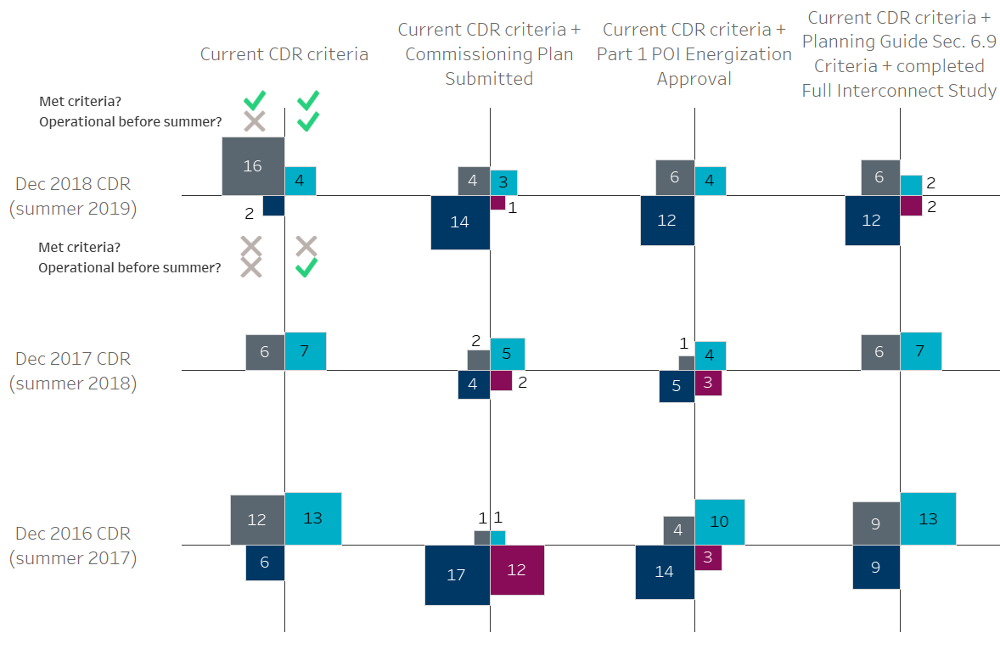 Current CDR criteria
Current CDR criteria +
Commissioning Plan
Submitted
Current CDR criteria +
Part 1 POI Energization
Approval
Current CDR criteria +
Planning Guide Sec. 6.9
Criteria + completed
Full Interconnect Study
Met criteria?
Operational before summer?
Dec 2018 CDR
(summer 2019)
16
4
2
4
3
14
1
6
4
12
6
2
12
2
Met criteria?
Operational before summer?
Dec 2017 CDR
(summer 2018)
6
7
2
5
4
2
1
4
5
3
6
7
Dec 2016 CDR
(summer 2017)
12
13
6
1
1
17
12
4
10
14
3
9
13
9